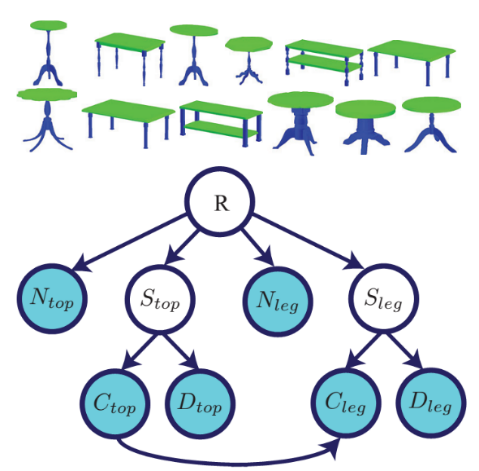 R
N_top S_top N_leg S_leg
C_top D_top C_leg D_leg